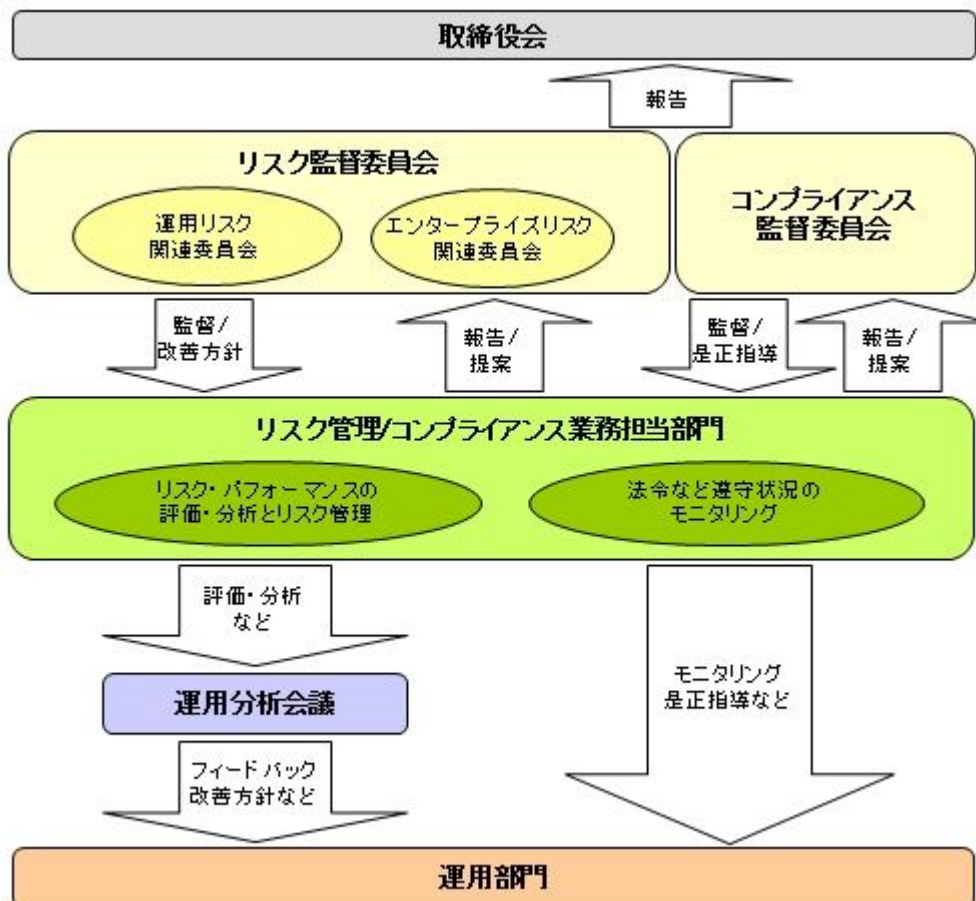 取締役会
報告
リスク監督委員会
運用リスク
関連委員会
エンタープライズリスク
関連委員会
コンプライアンス
監督委員会
監督/
改善方針
報告/
提案
監督/
是正指導
報告/
提案
リスク管理/コンプライアンス業務担当部門
リスク・パフォーマンスの
評価・分析とリスク管理
法令など遵守状況の
モニタリング
評価・分析
など
運用分析会議
モニタリング
是正指導など
フィードバック
改善方針など
運用部門